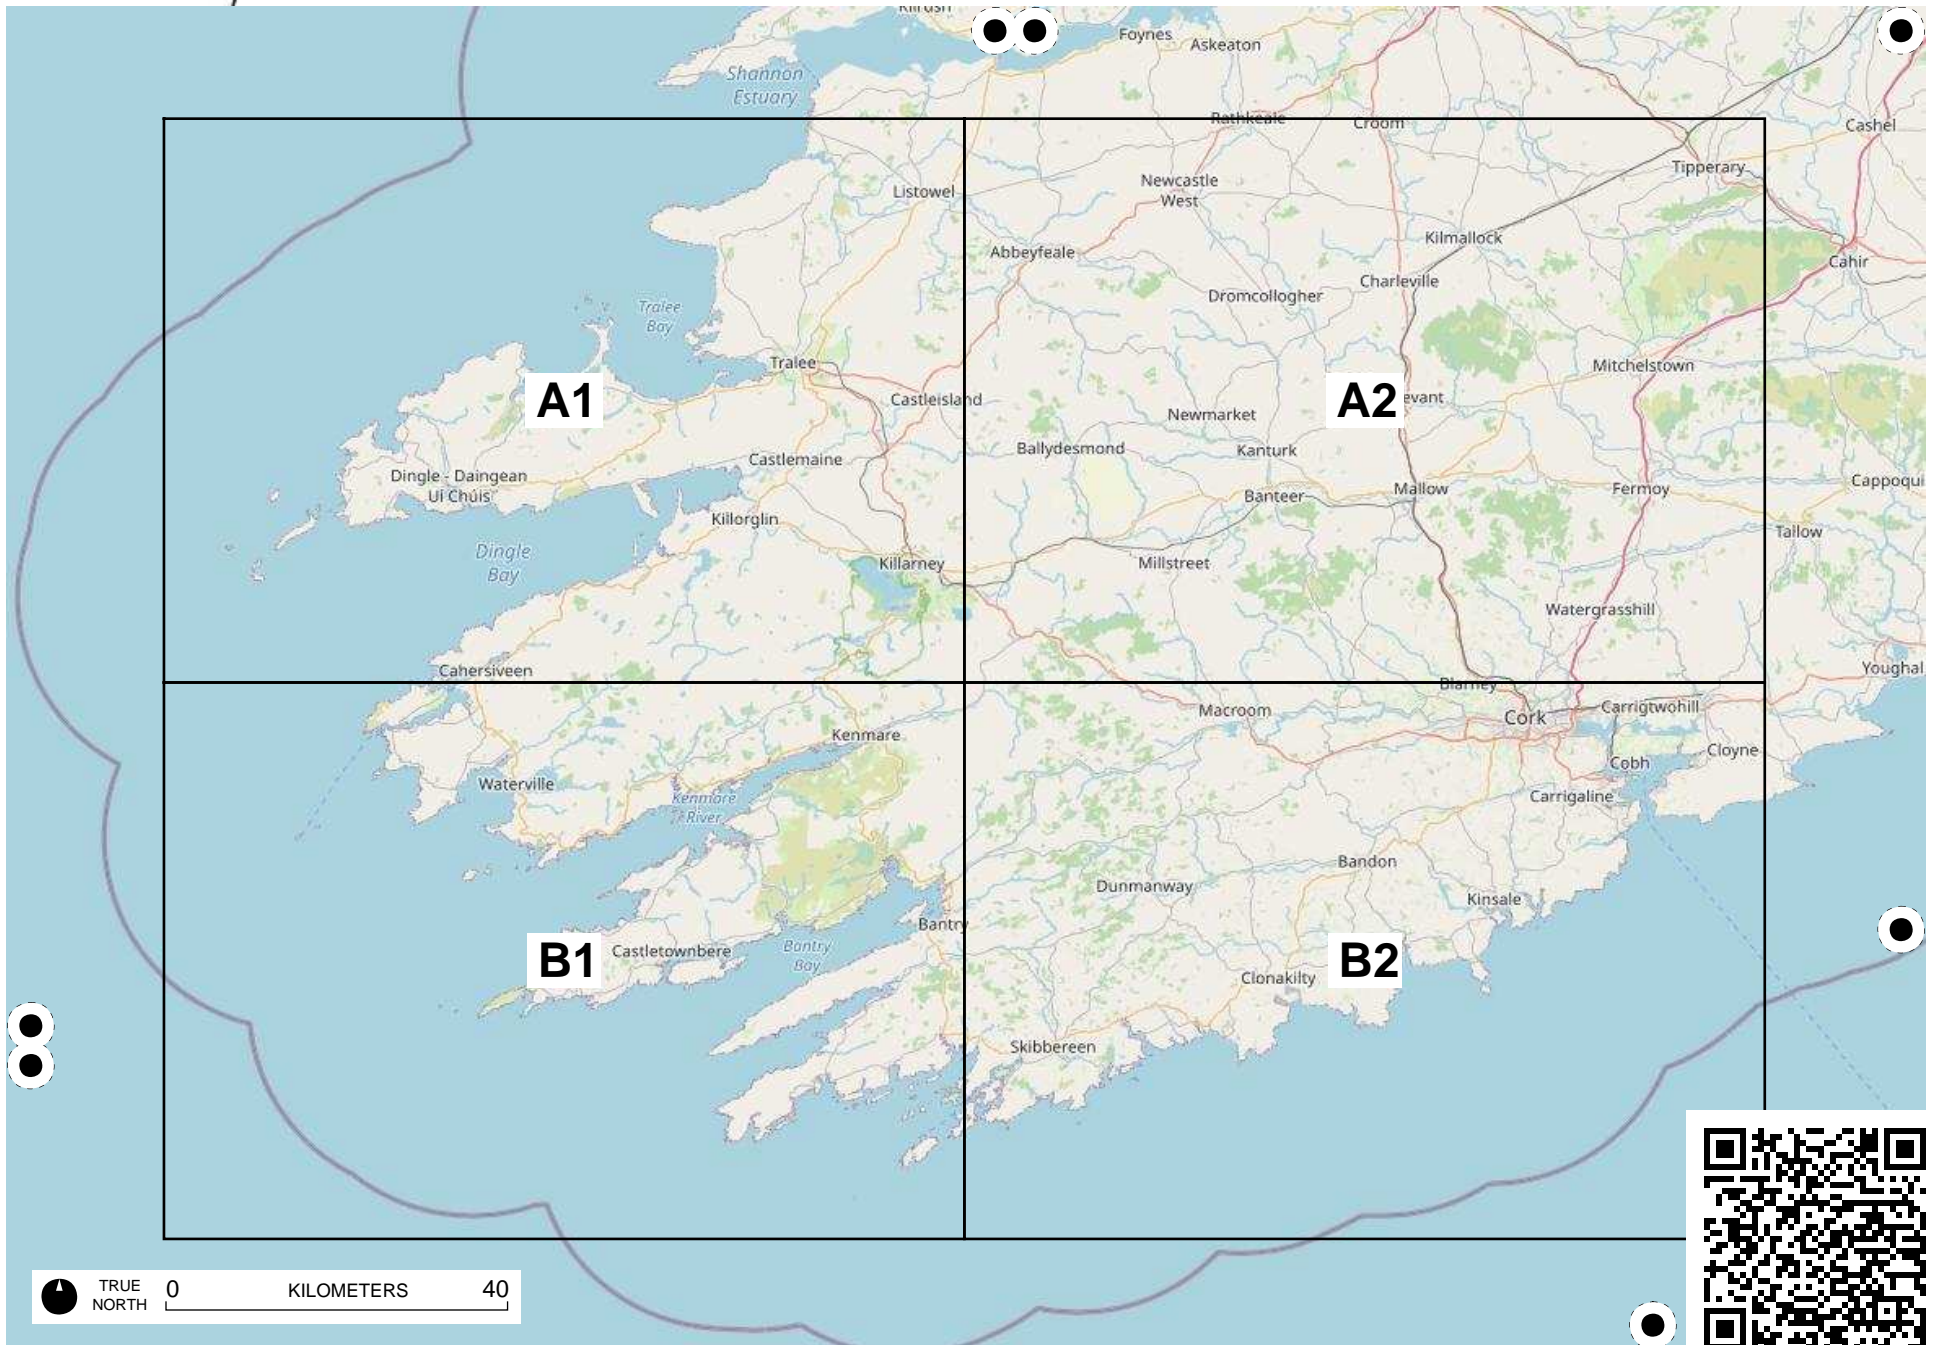 Kilrush
Foynes
Askeaton
Shannon
Estuary
Rathkeale
Croom
Cashel
Tipperary
Newcastle
West
Listowel
Kilmallock
Abbeyfeale
Cahir
Charleville
Dromcollogher
Tralee
Bay
Tralee
Mitchelstown
A1
A2
evant
Castleisland
Newmarket
Ballydesmond
Kanturk
Castlemaine
Dingle - Daingean
Uí Chúis
Cappoqui
Banteer
Mallow
Fermoy
Killorglin
Tallow
Dingle
Bay
Killarney
Millstreet
Watergrasshill
Cahersiveen
Youghal
Blarney
Macroom
Cork
Carrigtwohill
Kenmare
Cloyne
Cobh
Waterville
Kenmare
River
Carrigaline
Bandon
Dunmanway
Kinsale
Bantry
Castletownbere
Bantry
Bay
B1
B2
Clonakilty
Skibbereen
TRUE
NORTH
0 KILOMETERS 40